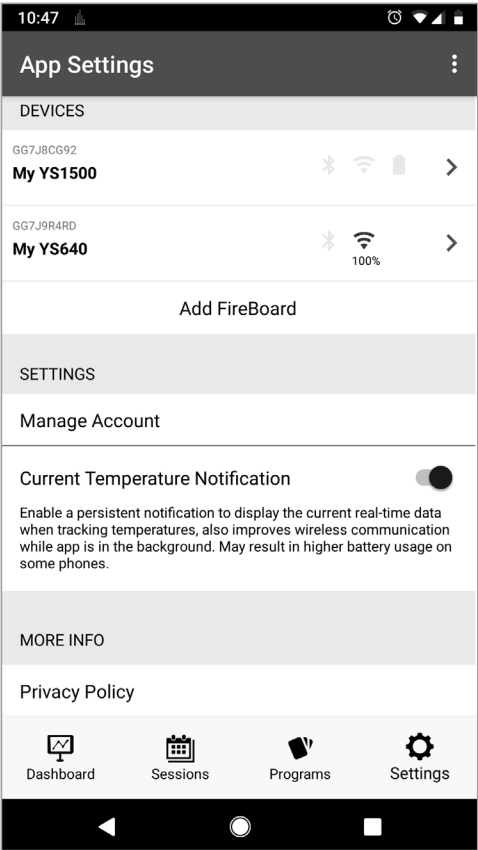 10:47
App Settings
DEVICES
GG7J8CG92
My YS1500
GG7J9R4RD
My YS640
100%
Add FireBoard
SETTINGS
Manage Account
Current Temperature Notification
Enable a persistent notification to display the current real-time data
when tracking temperatures, also improves wireless communication
while app is in the background. May result in higher battery usage on
some phones.
MORE INFO
Privacy Policy
Dashboard
Sessions
Programs
Settings